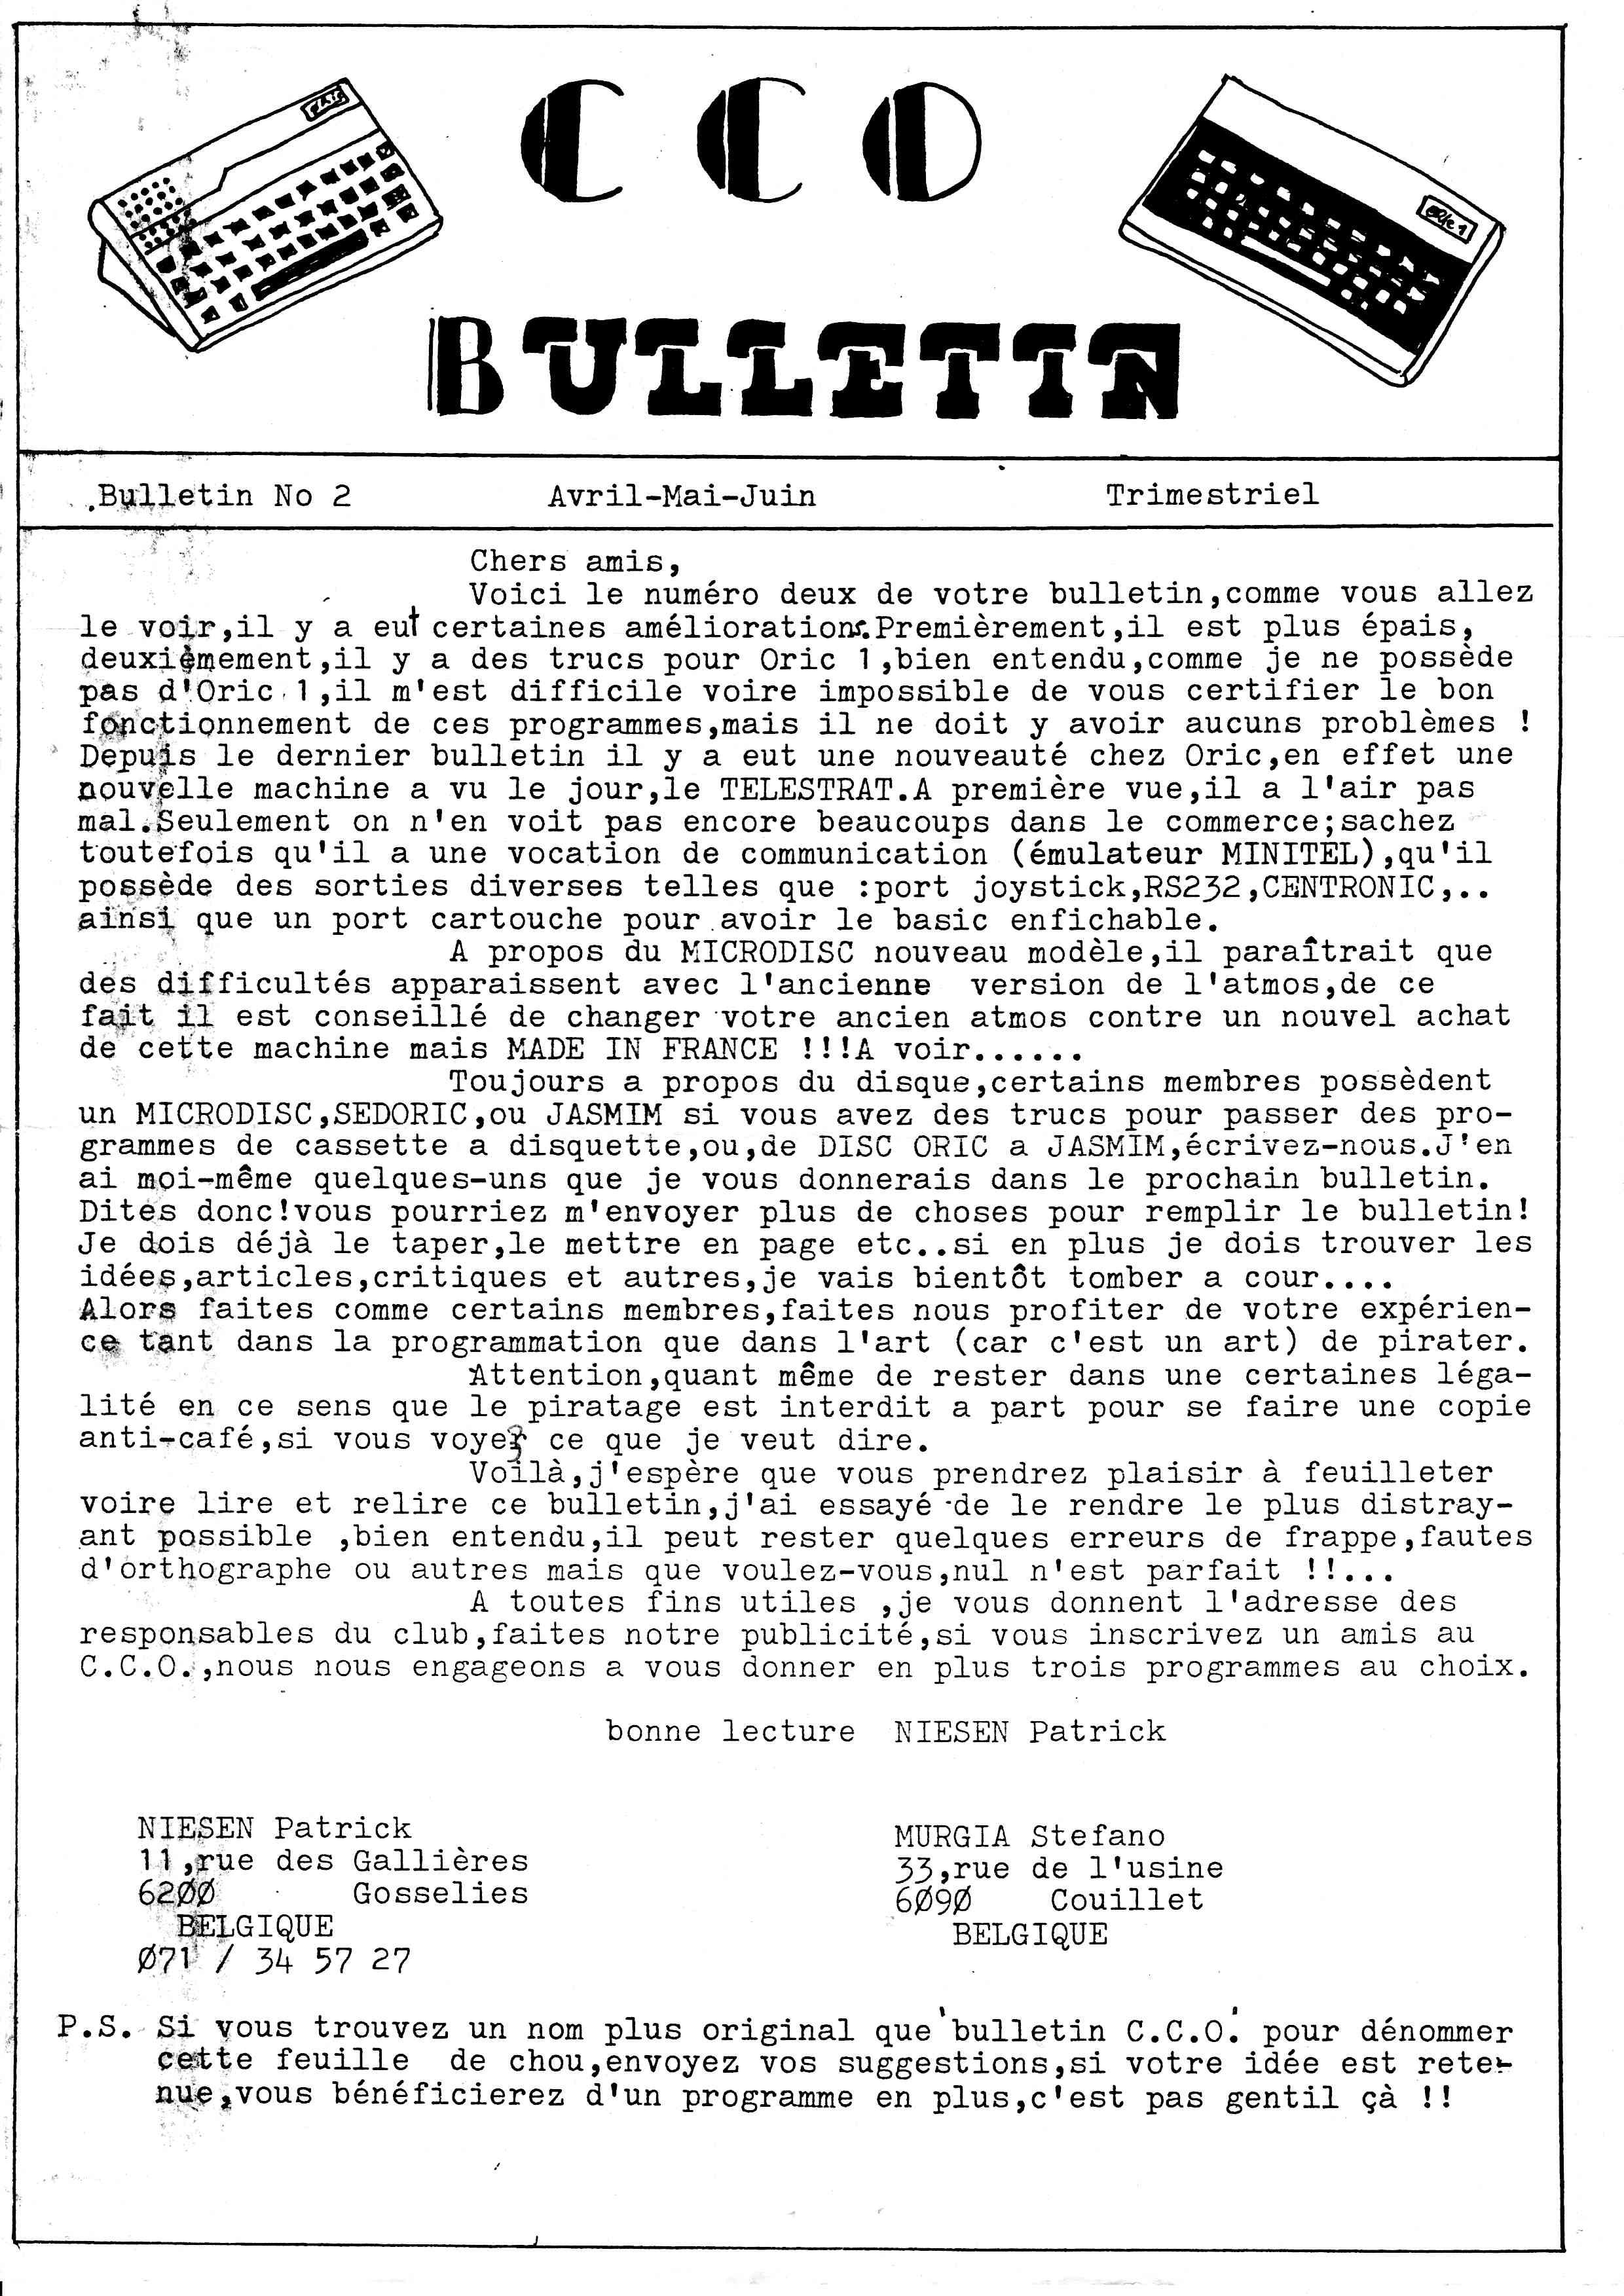 CCO
BULLETIN
ORIC 1
Bulletin No 2 Avril-Mai-Juin Trimestriel
Chers amis,
Voici le numéro deux de votre bulletin,comme vous allez
le voir,il y a eut certaines améliorations.Premièrement,il est plus épais,
deuxièmement,il y a des trucs pour Oric 1,bien entendu,comme je ne possède
pas d'Oric 1,il m'est difficile voire impossible de vous certifier le bon
fonctionnement de ces programmes,mais il ne doit y avoir aucuns problèmes !
Depuis le dernier bulletin il y a eut une nouveauté chez Oric,en effet une
nouvelle machine a vu le jour,le TELESTRAT.A première vue,il a l'air pas
mal.Seulement on n'en voit pas encore beaucoups dans le commerce;sachez
toutefois qu'il a une vocation de communication (émulateur MINITEL),qu'il
possède des sorties diverses telles que :port joystick,RS232,CENTRONIC,..
ainsi que un port cartouche pour avoir le basic enfichable.
A propos du MICRODISC nouveau modèle,il paraîtrait que
des difficultés apparaissent avec l'ancienne version de l'atmos,de ce
fait il est conseillé de changer votre ancien atmos contre un nouvel achat
de cette machine mais MADE IN FRANCE !!!A voir......
Toujours a propos du disque,certains membres possèdent
un MICRODISC,SEDORIC,ou JASMIM si vous avez des trucs pour passer des pro-
grammes de cassette a disquette,ou,de DISC ORIC a JASMIM,écrivez-nous.J'en
ai moi-même quelques-uns que je vous donnerais dans le prochain bulletin.
Dites donc!vous pourriez m'envoyer plus de choses pour remplir le bulletin!
Je dois déjà le taper,le mettre en page etc..si en plus je dois trouver les
idées,articles,critiques et autres,je vais bientôt tomber a cour....
Alors faites comme certains membres,faites nous profiter de votre expérien-
ce tant dans la programmation que dans l'art (car c'est un art) de pirater.
Attention,quant même de rester dans une certaines léga-
lité en ce sens que le piratage est interdit a part pour se faire une copie
anti-café,si vous voyez ce que je veut dire.
Voilà,j'espère que vous prendrez plaisir à feuilleter
voire lire et relire ce bulletin,j'ai essayé de le rendre le plus distray-
ant possible ,bien entendu,il peut rester quelques erreurs de frappe,fautes
d'orthographe ou autres mais que voulez-vous,nul n'est parfait !!...
A toutes fins utiles ,je vous donnent l'adresse des
responsables du club,faites notre publicité,si vous inscrivez un amis au
C.C.O.,nous nous engageons a vous donner en plus trois programmes au choix.
bonne lecture NIESEN Patrick
NIESEN Patrick
11,rue des Gallières
6200 Gosselies
BELGIQUE
071 / 34 57 27
MURGIA Stefano
33,rue de l'usine
6090 Couillet
BELGIQUE
P.S. Si vous trouvez un nom plus original que 'bulletin C.C.O.' pour dénommer
cette feuille de chou,envoyez vos suggestions,si votre idée est rete-
nue,vous bénéficierez d'un programme en plus,c'est pas gentil çà !!